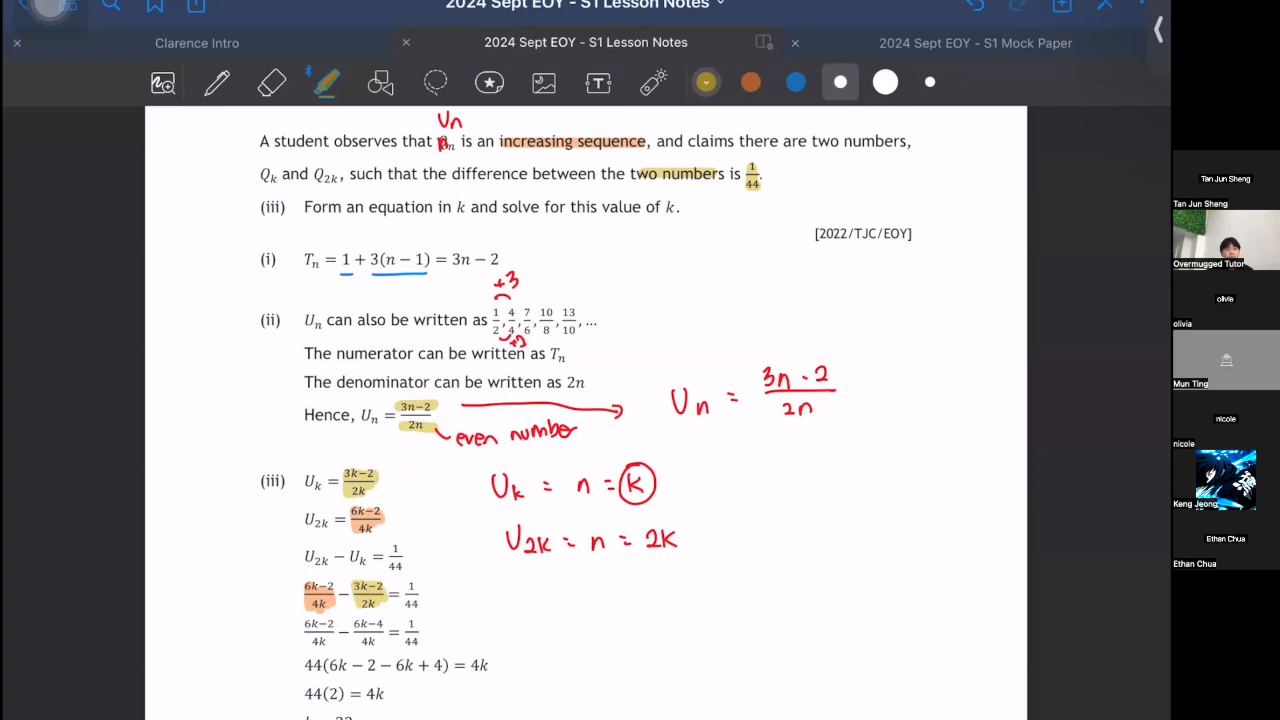 2024 Sept EOY - S1 Lesson Notes
Clarence Intro
2024 Sept EOY - S1 Lesson Notes
2024 Sept EOY - S1 Mock Paper
Un
A student observes that n is an increasing sequence, and claims there are two numbers,
Qk and Q2k, such that the difference between the two numbers is 1/44.
(iii) Form an equation in k and solve for this value of k.
[2022/TJC/EOY]
(i) Tn = 1 + 3(n − 1) = 3n − 2
+3
(ii) Un can also be written as 1/2, 4/4, 7/6, 10/8, 13/10, ...
+2
The numerator can be written as Tn
The denominator can be written as 2n
Hence, Un = (3n−2)/(2n)
Un = (3n - 2)/(2n)
even number
(iii) Uk = (3k−2)/(2k)
Uk = n = k
U2k = (6k−2)/(4k)
U2k = n = 2k
U2k − Uk = 1/44
(6k−2)/(4k) − (3k−2)/(2k) = 1/44
(6k−2)/(4k) − (6k−4)/(4k) = 1/44
44(6k − 2 − 6k + 4) = 4k
44(2) = 4k
Tan Jun Sheng
Tan Jun Sheng
Overmugged Tutor
olivia
olivia
Mun Ting
nicole
nicole
Keng Jeong
Ethan Chua
Ethan Chua